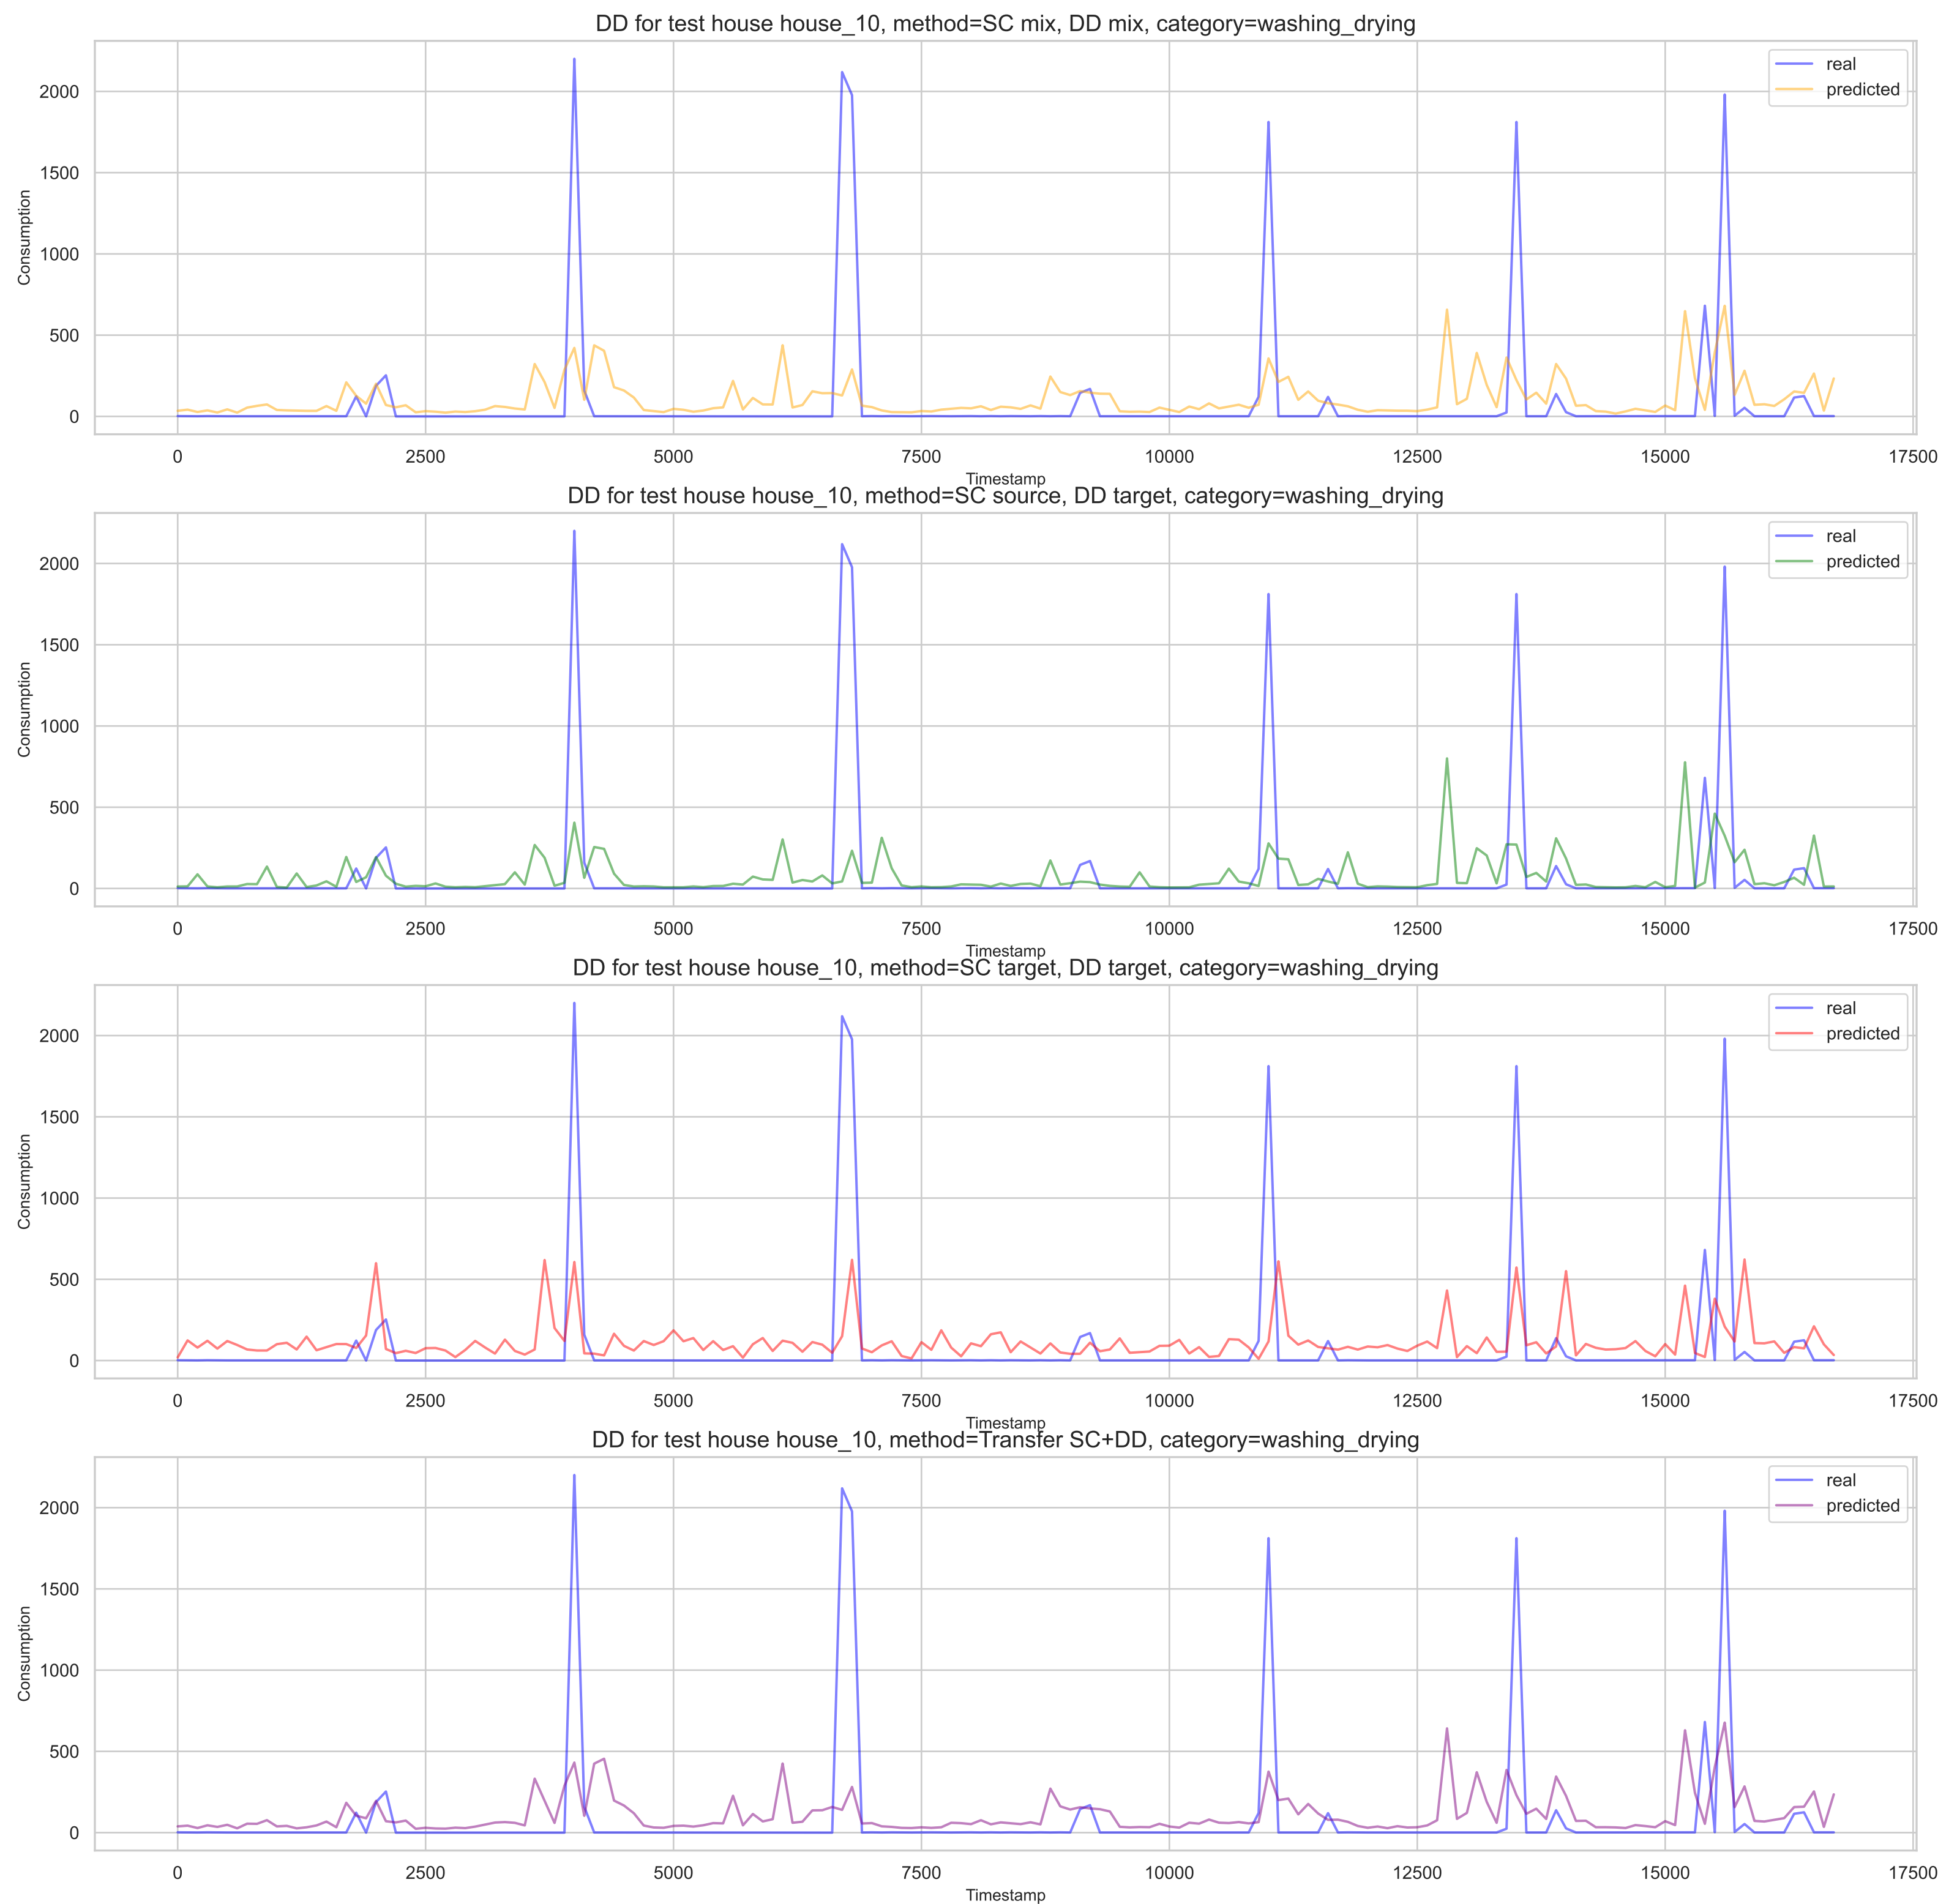 DD for test house house_10, method=SC mix, DD mix, category=washing_drying
real
predicted
2000
1500
1000
500
0
Consumption
0 2500 5000 7500 10000 12500 15000 17500
Timestamp
DD for test house house_10, method=SC source, DD target, category=washing_drying
real
predicted
2000
1500
1000
500
0
Consumption
0 2500 5000 7500 10000 12500 15000 17500
Timestamp
DD for test house house_10, method=SC target, DD target, category=washing_drying
real
predicted
2000
1500
1000
500
0
Consumption
0 2500 5000 7500 10000 12500 15000 17500
Timestamp
DD for test house house_10, method=Transfer SC+DD, category=washing_drying
real
predicted
2000
1500
1000
500
0
Consumption
0 2500 5000 7500 10000 12500 15000 17500
Timestamp